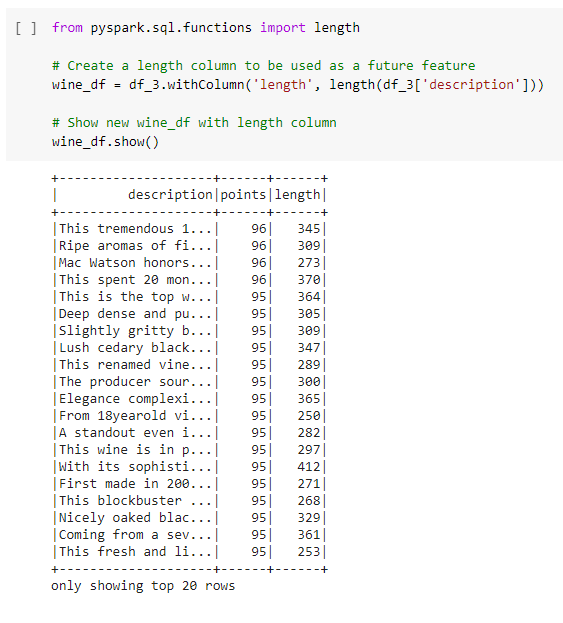 [ ] from pyspark.sql.functions import length
# Create a length column to be used as a future feature
wine_df = df_3.withColumn('length', length(df_3['description']))
# Show new wine_df with length column
wine_df.show()
+--------------------+------+------+
|         description|points|length|
+--------------------+------+------+
|This tremendous 1...|    96|   345|
|Ripe aromas of fi...|    96|   309|
|Mac Watson honors...|    96|   273|
|This spent 20 mon...|    96|   370|
|This is the top w...|    95|   364|
|Deep dense and pu...|    95|   305|
|Slightly gritty b...|    95|   309|
|Lush cedary black...|    95|   347|
|This renamed vine...|    95|   289|
|The producer sour...|    95|   300|
|Elegance complexi...|    95|   365|
|From 18yearold vi...|    95|   250|
|A standout even i...|    95|   282|
|This wine is in p...|    95|   297|
|With its sophisti...|    95|   412|
|First made in 200...|    95|   271|
|This blockbuster ...|    95|   268|
|Nicely oaked blac...|    95|   329|
|Coming from a sev...|    95|   361|
|This fresh and li...|    95|   253|
+--------------------+------+------+
only showing top 20 rows